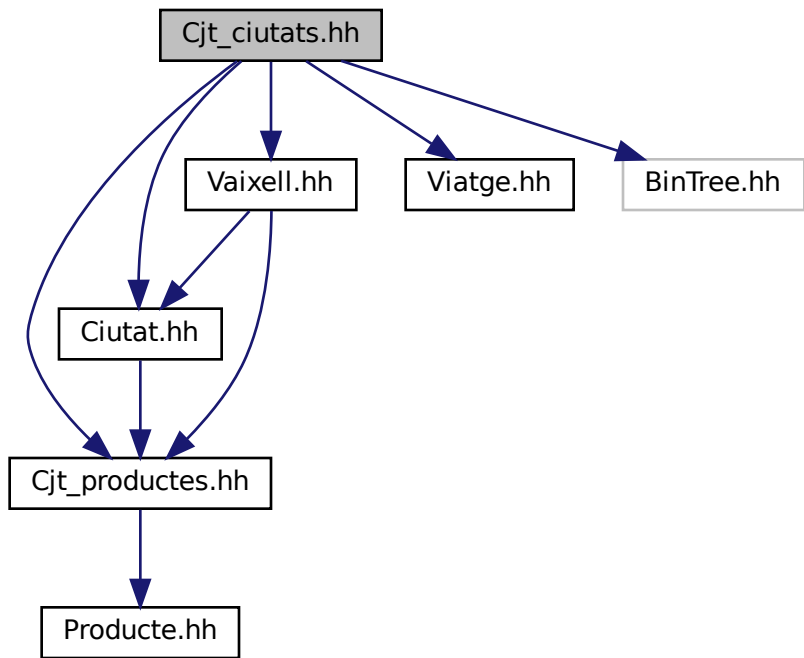 Cjt_ciutats.hh
Vaixell.hh
Viatge.hh
BinTree.hh
Ciutat.hh
Cjt_productes.hh
Producte.hh